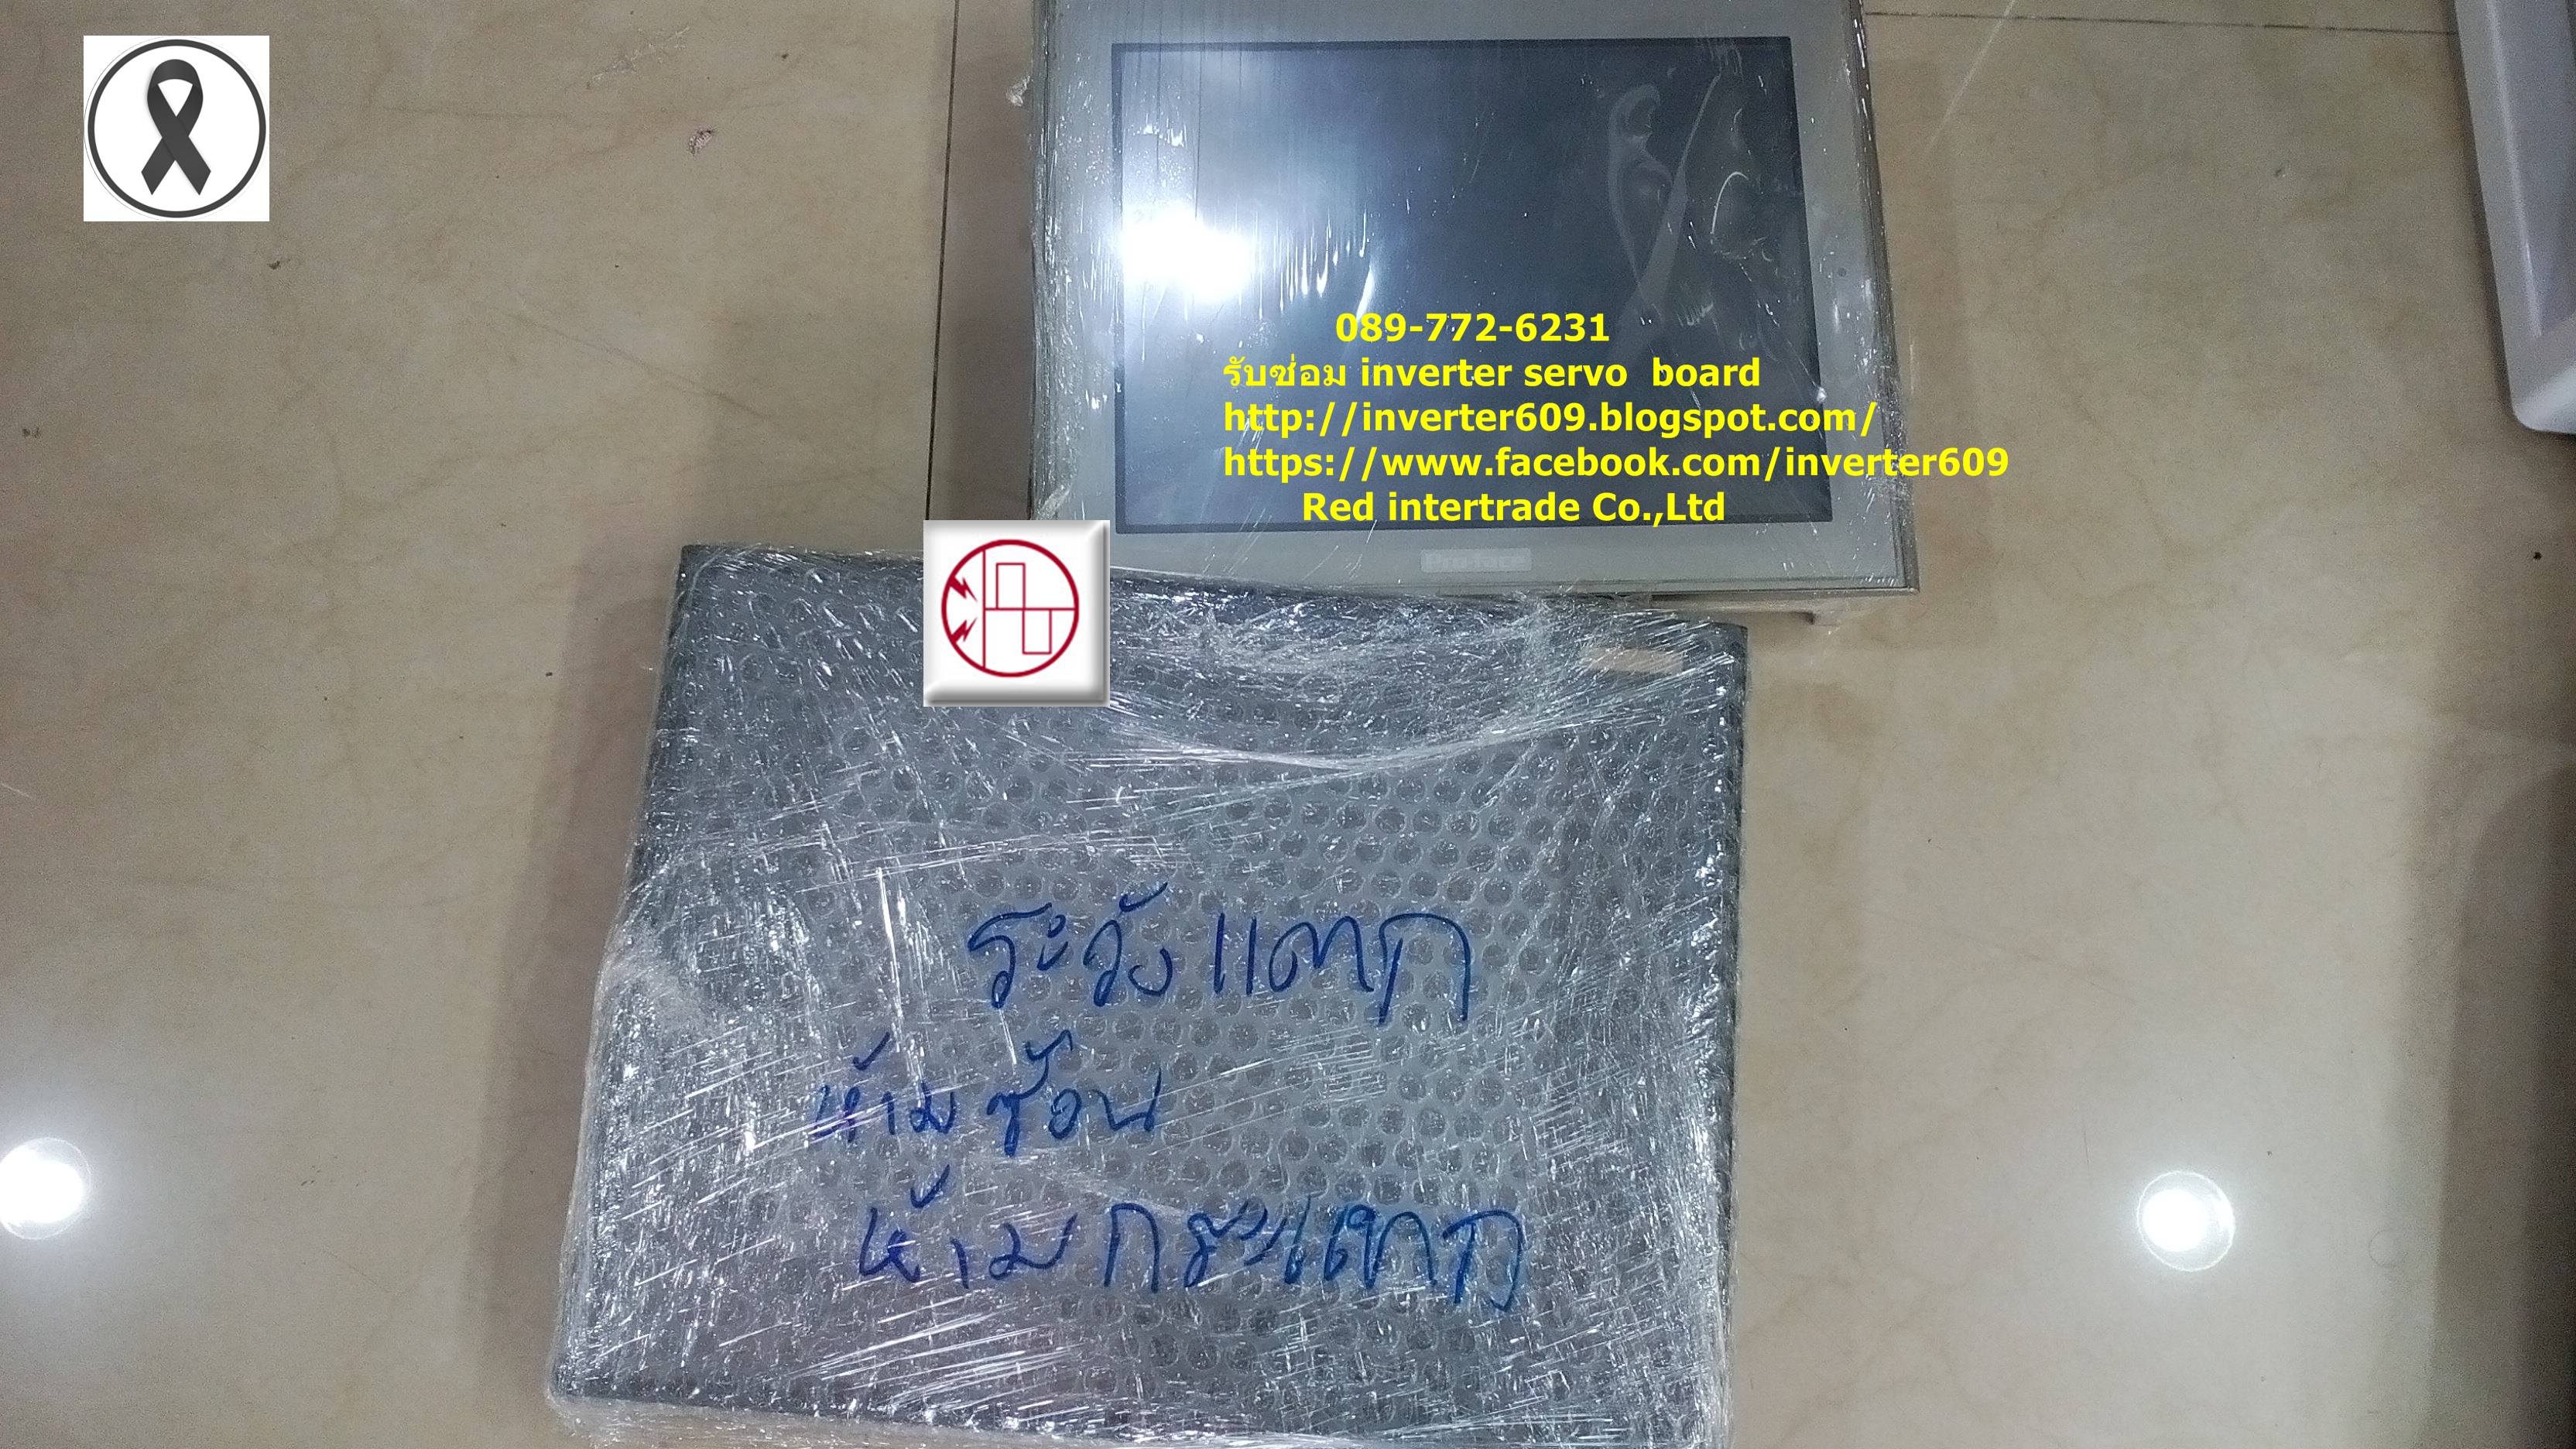 089-772-6231
รับซ่อม inverter servo board
http://inverter609.blogspot.com/
https://www.facebook.com/inverter609
Red intertrade Co.,Ltd
Pro-face
ระวังแตก
ห้ามซ้อน
ห้ามกระแทก